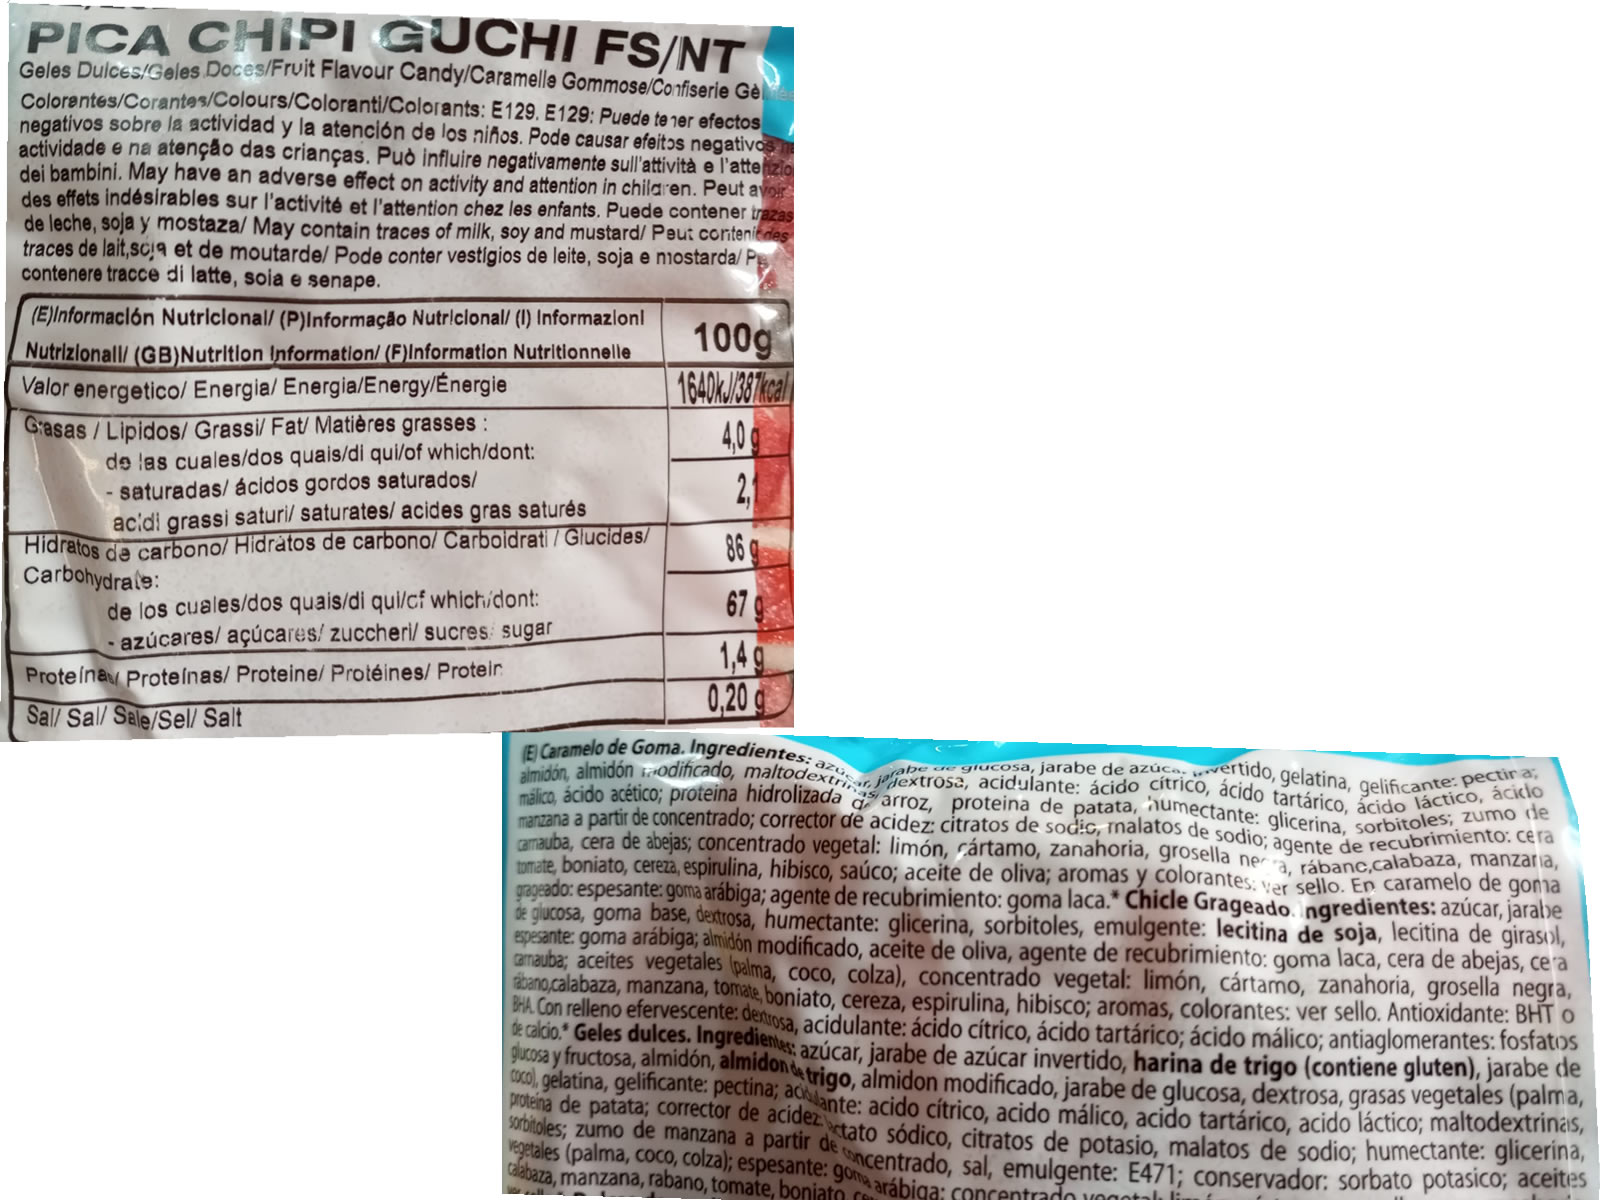 PICA CHIPI GUCHI FS/NT
Geles Dulces/Geles Doces/Fruit Flavour Candy/Caramelle Gommose/Confiserie
Colorantes/Corantes/Colours/Coloranti/Colorants: E129. E129: Puede tener efectos
negativos sobre la actividad y la atención de los niños. Pode causar efeitos negativos na
actividade e na atenção das crianças. Può influire negativamente sull'attività e l'attenzio
dei bambini. May have an adverse effect on activity and attention in children. Peut avoir
des effets indésirables sur l'activité et l'attention chez les enfants. Puede contener trazas
de leche, soja y mostaza/ May contain traces of milk, soy and mustard/ Peut contenir des
traces de lait,soja et de moutarde/ Pode conter vestígios de leite, soja e mostarda/
contenere tracce di latte, soia e senape.
(E)Información Nutricional/ (P)Informação Nutricional/ (I) Informazioni
Nutrizionali/ (GB)Nutrition Information/ (F)Information Nutritionnelle
100g
Valor energetico/ Energia/ Energia/Energy/Énergie 1640kJ/387kcal
Grasas / Lipidos/ Grassi/ Fat/ Matières grasses : 4,0 g
de las cuales/dos quais/di qui/of which/dont:
- saturadas/ ácidos gordos saturados/ 2,1
acidi grassi saturi/ saturates/ acides gras saturés
Hidratos de carbono/ Hidràtos de carbono/ Carboidrati / Glucides/ 86 g
Carbohydrate:
de los cuales/dos quais/di qui/of which/dont: 67 g
- azúcares/ açúcares/ zuccheri/ sucres/ sugar
Proteínas/ Proteínas/ Proteine/ Protéines/ Protein 1,4 g
Sal/ Sal/ Sale/Sel/ Salt 0,20 g
(E) Caramelo de Goma. Ingredientes: azúcar, jarabe de glucosa, jarabe de azúcar invertido, gelatina, gelificante: pectina;
almidón, almidón modificado, maltodextrinas, dextrosa, acidulante: ácido cítrico, ácido tartárico, ácido láctico, ácido
málico, ácido acético; proteina hidrolizada de arroz, proteina de patata, humectante: glicerina, sorbitoles; zumo de
manzana a partir de concentrado; corrector de acidez: citratos de sodio, malatos de sodio; agente de recubrimiento: cera
carnauba, cera de abejas; concentrado vegetal: limón, cártamo, zanahoria, grosella negra, rábano,calabaza, manzana,
tomate, boniato, cereza, espirulina, hibisco, saúco; aceite de oliva; aromas y colorantes: ver sello. En caramelo de goma
grageado: espesante: goma arábiga; agente de recubrimiento: goma laca.* Chicle Grageado. Ingredientes: azúcar, jarabe
de glucosa, goma base, dextrosa, humectante: glicerina, sorbitoles, emulgente: lecitina de soja, lecitina de girasol,
espesante: goma arábiga; almidón modificado, aceite de oliva, agente de recubrimiento: goma laca, cera de abejas, cera
carnauba; aceites vegetales (palma, coco, colza), concentrado vegetal: limón, cártamo, zanahoria, grosella negra,
rábano,calabaza, manzana, tomate, boniato, cereza, espirulina, hibisco; aromas, colorantes: ver sello. Antioxidante: BHT o
BHA. Con relleno efervescente: dextrosa, acidulante: ácido cítrico, ácido tartárico; ácido málico; antiaglomerantes: fosfatos
de calcio.* Geles dulces. Ingredientes: azúcar, jarabe de azúcar invertido, harina de trigo (contiene gluten), jarabe de
glucosa y fructosa, almidón, almidon de trigo, almidon modificado, jarabe de glucosa, dextrosa, grasas vegetales (palma,
coco), gelatina, gelificante: pectina; acidulante: acido cítrico, acido málico, acido tartárico, acido láctico; maltodextrinas,
proteina de patata; corrector de acidez: lactato sódico, citratos de potasio, malatos de sodio; humectante: glicerina,
sorbitoles; zumo de manzana a partir de concentrado, sal, emulgente: E471; conservador: sorbato potasico; aceites
vegetales (palma, coco, colza); espesante: goma arábiga; concentrado vegetal:
calabaza, manzana, rabano, tomate, boniato,